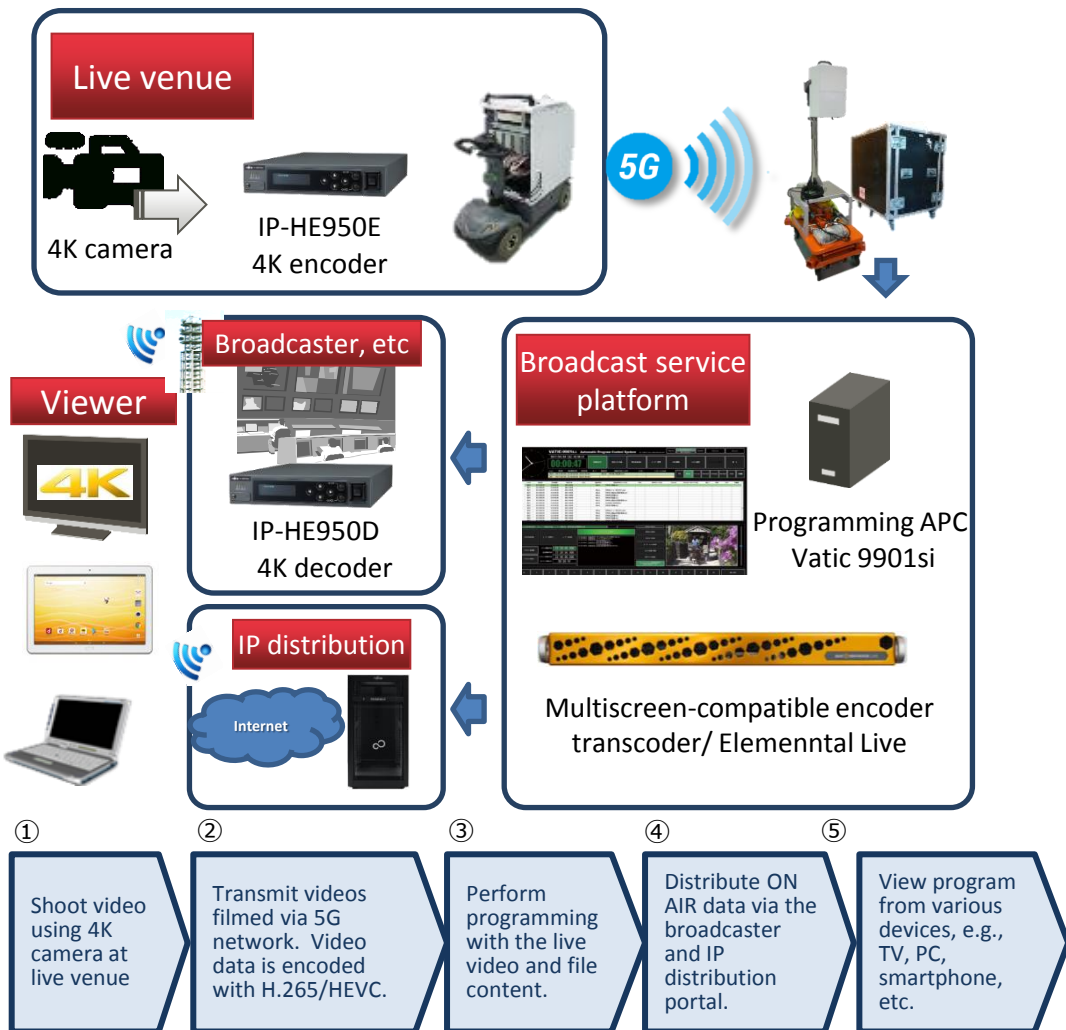 Live venue
4K camera
IP-HE950E
4K encoder
5G
Broadcaster, etc
IP-HE950D
4K decoder
Viewer
4K
IP distribution
Internet
Broadcast service
platform
Programming APC
Vatic 9901si
Multiscreen-compatible encoder
transcoder/ Elemenntal Live
①
Shoot video
using 4K
camera at
live venue
②
Transmit videos
filmed via 5G
network.  Video
data is encoded
with H.265/HEVC.
③
Perform
programming
with the live
video and file
content.
④
Distribute ON
AIR data via the
broadcaster
and IP
distribution
portal.
⑤
View program
from various
devices, e.g.,
TV, PC,
smartphone,
etc.